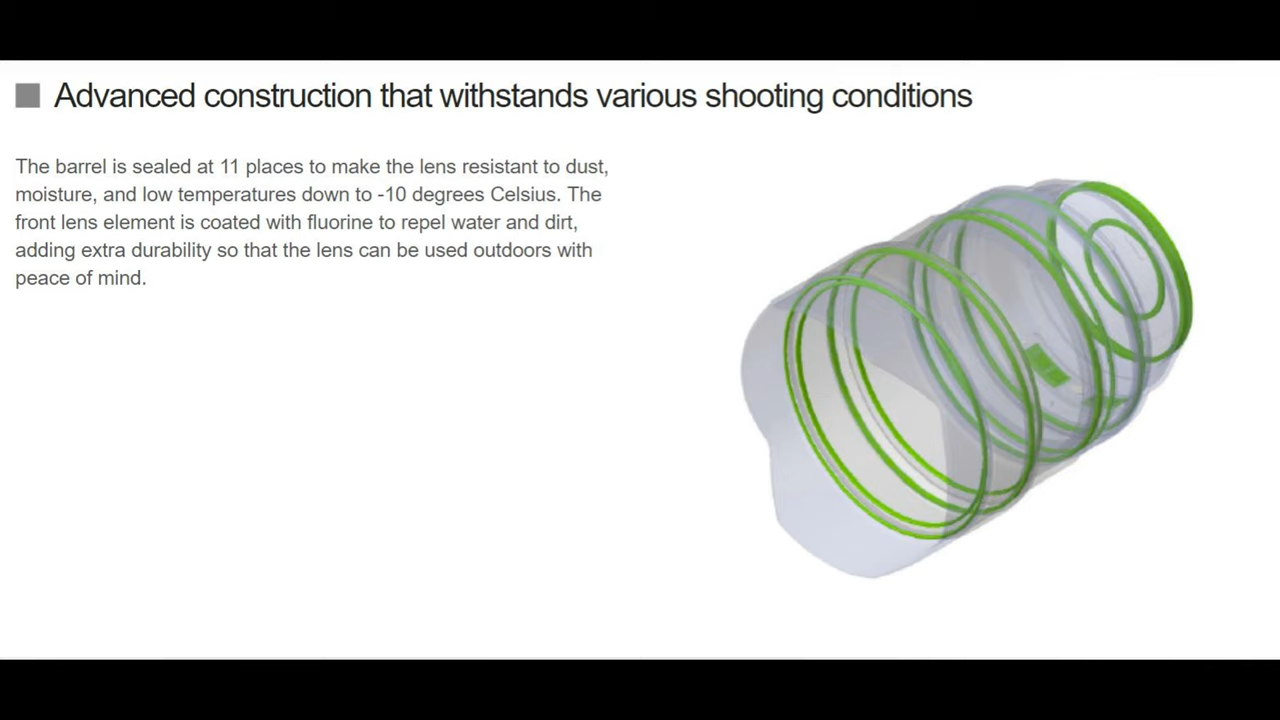 Advanced construction that withstands various shooting conditions
The barrel is sealed at 11 places to make the lens resistant to dust,
moisture, and low temperatures down to -10 degrees Celsius. The
front lens element is coated with fluorine to repel water and dirt,
adding extra durability so that the lens can be used outdoors with
peace of mind.